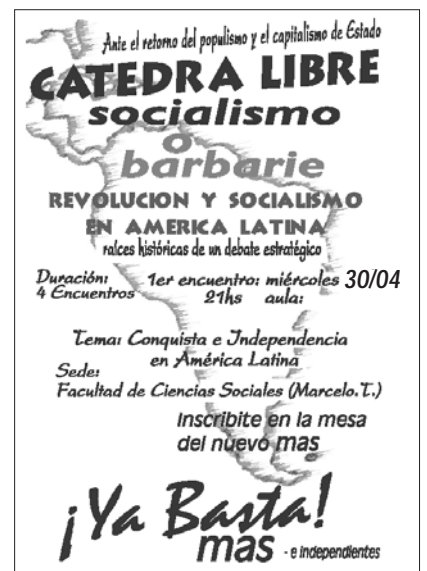 Ante el retorno del populismo y el capitalismo de Estado
CATEDRA LIBRE
socialismo
o
barbarie
REVOLUCION Y SOCIALISMO
EN AMERICA LATINA
raíces históricas de un debate estratégico
Duración: 1er encuentro: miércoles 30/04
4 Encuentros 21hs aula:
Tema: Conquista e Independencia
en América Latina
Sede:
Facultad de Ciencias Sociales (Marcelo.T.)
Inscribite en la mesa
del nuevo mas
¡Ya Basta!
mas - e independientes